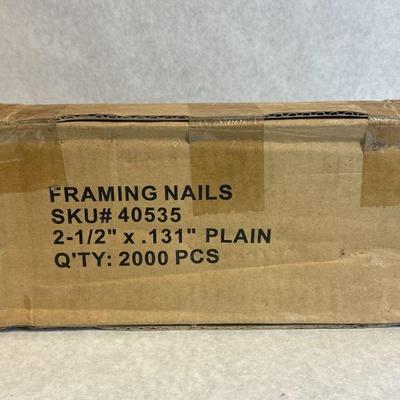 FRAMING NAILS
SKU# 40535
2-1/2" x .131" PLAIN
Q'TY: 2000 PCS